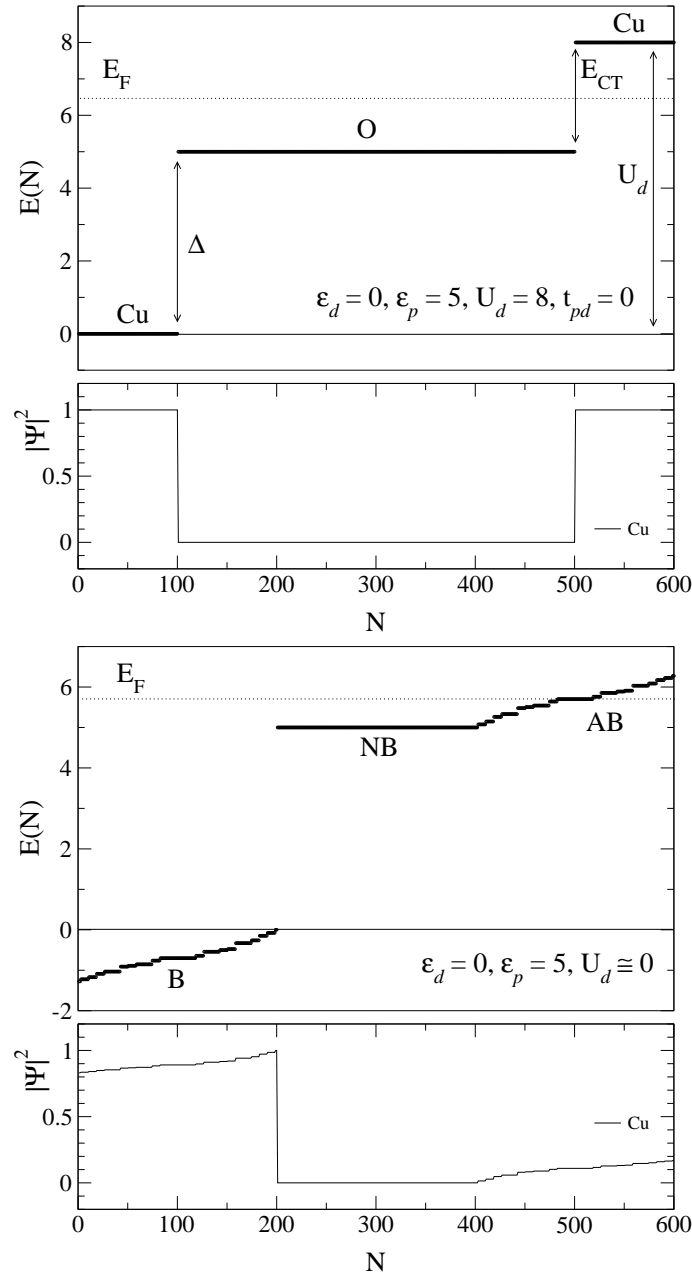 Cu
8
E_F
E_CT
6
O
E(N)
U_d
4
Δ
2
ε_d = 0, ε_p = 5, U_d = 8, t_pd = 0
Cu
0
1
|Ψ|²
0.5
Cu
0
0 100 200 300 400 500 600
N
E_F
6
AB
NB
4
E(N)
2
0
B
ε_d = 0, ε_p = 5, U_d ≅ 0
-2
1
|Ψ|²
0.5
Cu
0
0 100 200 300 400 500 600
N